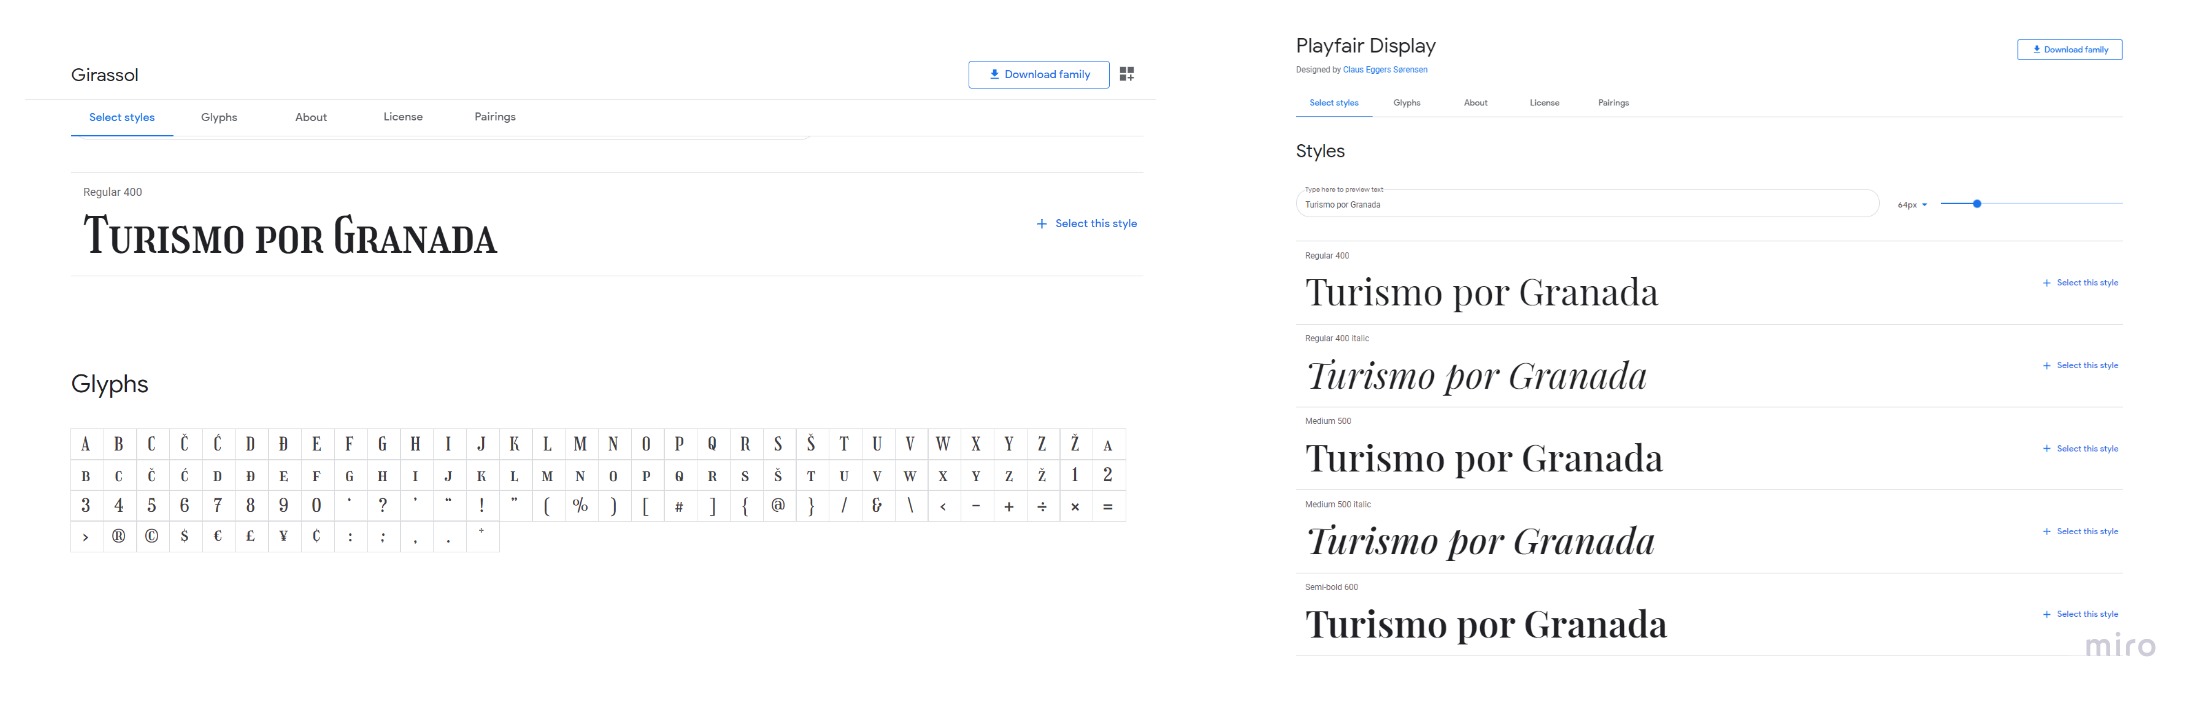 Girassol
Download family
Select styles Glyphs About License Pairings
Regular 400
Turismo por Granada
Select this style
Glyphs
A B C Č Ć D Đ E F G H I J K L M N O P Q R S Š T U V W X Y Z Ž a
b c č ć d đ e f g h i j k l m n o p q r s š t u v w x y z ž 1 2
3 4 5 6 7 8 9 0 ‘ ? ’ “ ! ” ( % ) [ # ] { @ } / & \ < - + ÷ × =
> ® © $ € £ ¥ ¢ : ; , .
Playfair Display
Download family
Designed by Claus Eggers Sørensen
Select styles Glyphs About License Pairings
Styles
Type here to preview text
Turismo por Granada
64px
Regular 400
Turismo por Granada
Select this style
Regular 400 italic
Turismo por Granada
Select this style
Medium 500
Turismo por Granada
Select this style
Medium 500 italic
Turismo por Granada
Select this style
Semi-bold 600
Turismo por Granada
Select this style
miro